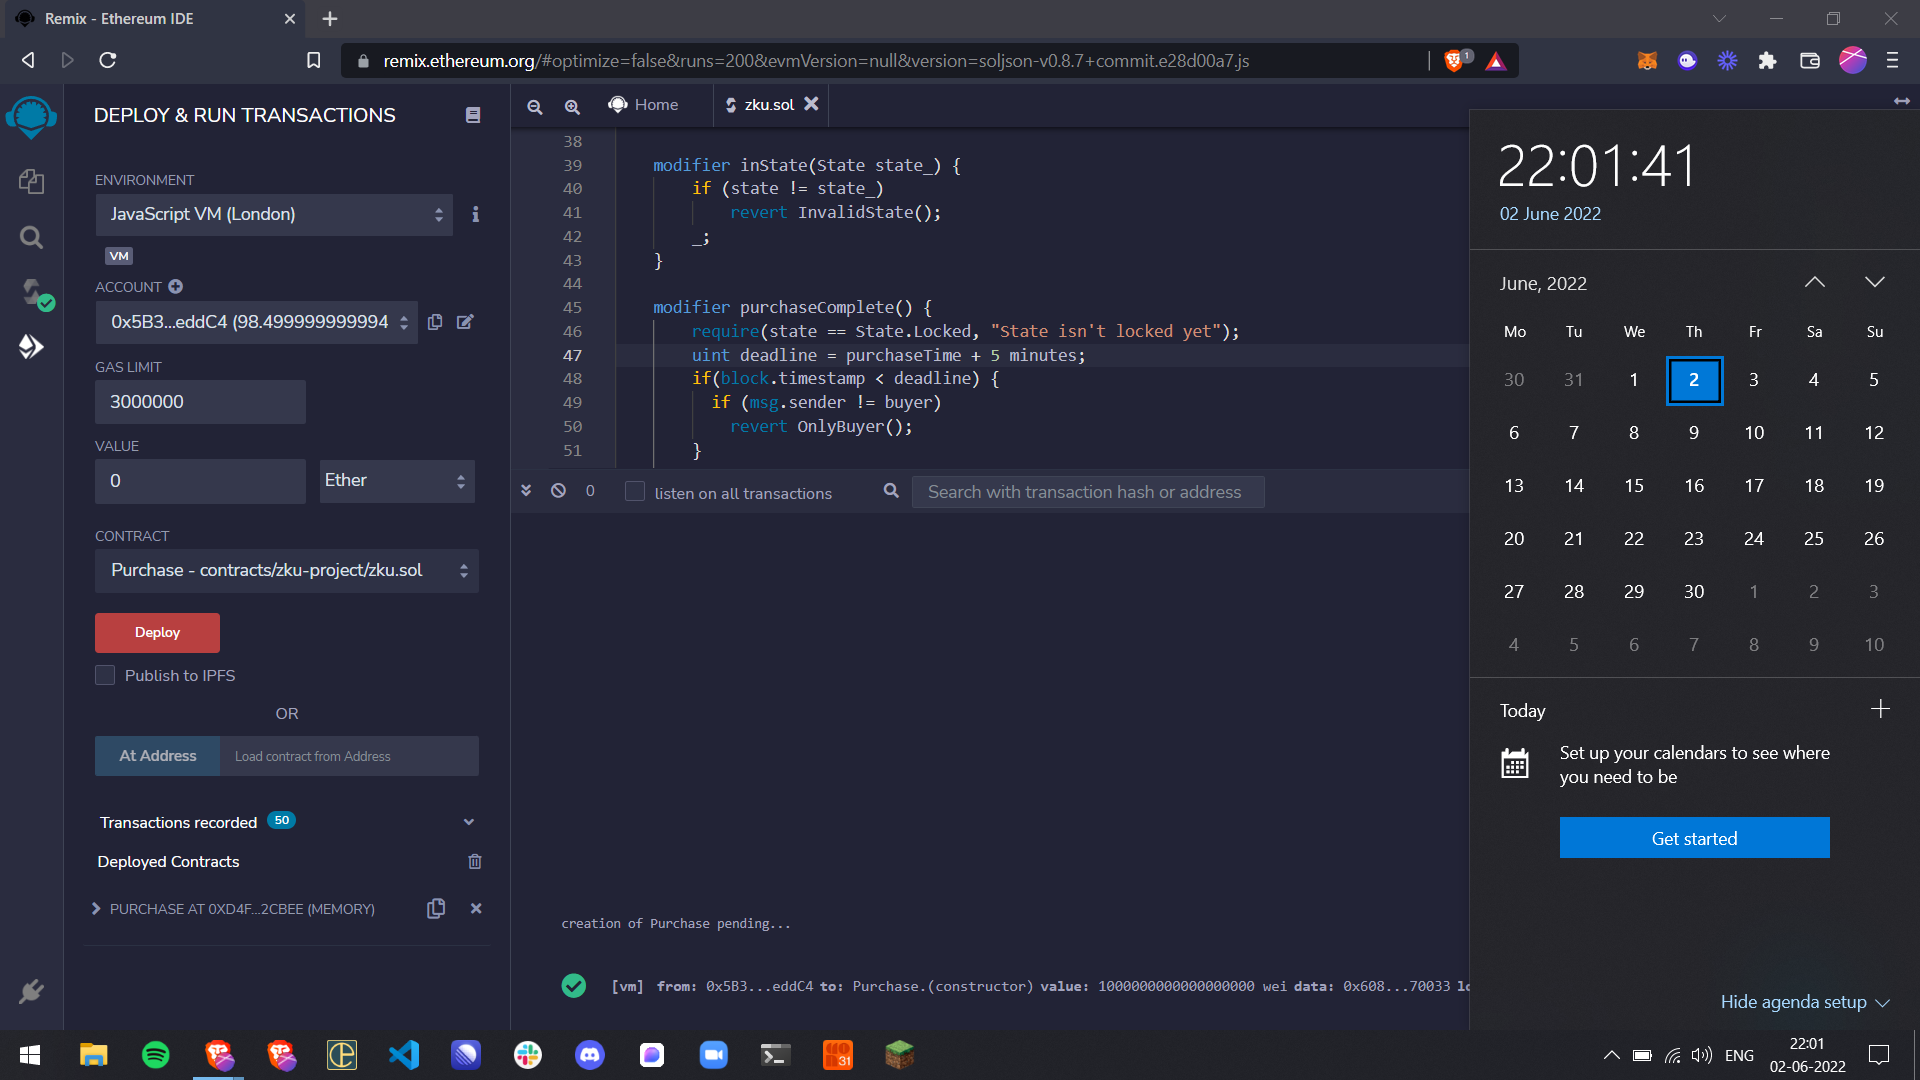 Remix - Ethereum IDE
remix.ethereum.org/#optimize=false&runs=200&evmVersion=null&version=soljson-v0.8.7+commit.e28d00a7.js
1
DEPLOY & RUN TRANSACTIONS
ENVIRONMENT
JavaScript VM (London)
VM
ACCOUNT
0x5B3...eddC4 (98.499999999994
GAS LIMIT
3000000
VALUE
0
Ether
CONTRACT
Purchase - contracts/zku-project/zku.sol
Deploy
Publish to IPFS
OR
At Address
Load contract from Address
Transactions recorded 50
Deployed Contracts
PURCHASE AT 0XD4F...2CBEE (MEMORY)
Home
zku.sol
38
39 modifier inState(State state_) {
40 if (state != state_)
41 revert InvalidState();
42 _;
43 }
44
45 modifier purchaseComplete() {
46 require(state == State.Locked, "State isn't locked yet");
47 uint deadline = purchaseTime + 5 minutes;
48 if(block.timestamp < deadline) {
49 if (msg.sender != buyer)
50 revert OnlyBuyer();
51 }
0
listen on all transactions
Search with transaction hash or address
creation of Purchase pending...
[vm] from: 0x5B3...eddC4 to: Purchase.(constructor) value: 1000000000000000000 wei data: 0x608...70033 lo
22:01:41
02 June 2022
June, 2022
Mo Tu We Th Fr Sa Su
30 31 1 2 3 4 5
6 7 8 9 10 11 12
13 14 15 16 17 18 19
20 21 22 23 24 25 26
27 28 29 30 1 2 3
4 5 6 7 8 9 10
Today
Set up your calendars to see where
you need to be
Get started
Hide agenda setup
31
ENG
22:01
02-06-2022